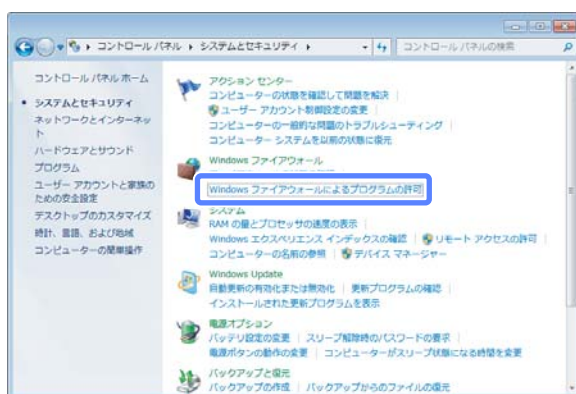 コントロール パネル ▸ システムとセキュリティ ▸
コントロール パネルの検索
コントロール パネル ホーム
システムとセキュリティ
ネットワークとインターネッ
ト
ハードウェアとサウンド
プログラム
ユーザー アカウントと家族の
ための安全設定
デスクトップのカスタマイズ
時計、言語、および地域
コンピューターの簡単操作
アクション センター
コンピューターの状態を確認して問題を解決
ユーザー アカウント制御設定の変更
コンピューターの一般的な問題のトラブルシューティング
コンピューター システムを以前の状態に復元
Windows ファイアウォール
Windows ファイアウォールによるプログラムの許可
システム
RAM の量とプロセッサの速度の表示
Windows エクスペリエンス インデックスの確認 | リモート アクセスの許可
コンピューターの名前の参照 | デバイス マネージャー
Windows Update
自動更新の有効化または無効化 | 更新プログラムの確認
インストールされた更新プログラムを表示
電源オプション
バッテリ設定の変更 | スリープ解除時のパスワードの要求
電源ボタンの動作の変更 | コンピューターがスリープ状態になる時間を変更
バックアップと復元
バックアップの作成 | バックアップからのファイルの復元